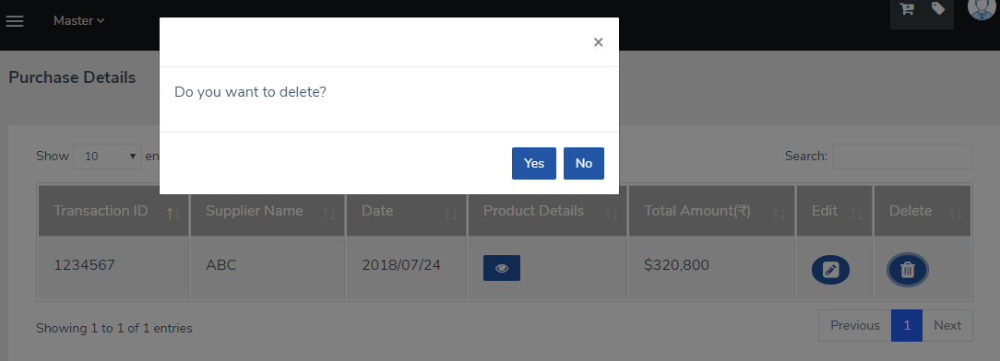 Master
×
Purchase Details
Do you want to delete?
Yes No
Show 10 en Search:
Transaction ID Supplier Name Date Product Details Total Amount(₹) Edit Delete
1234567 ABC 2018/07/24 $320,800
Showing 1 to 1 of 1 entries
Previous 1 Next